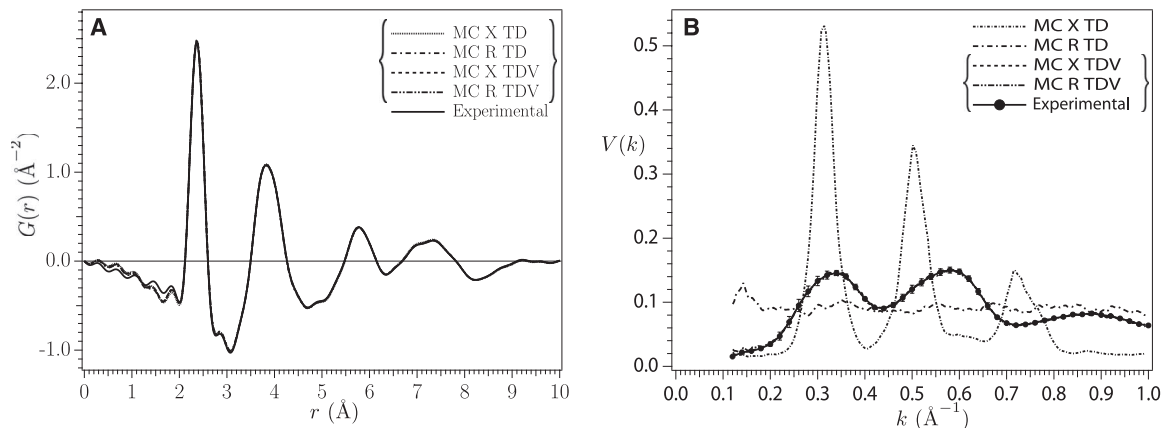 A
MC X TD
MC R TD
MC X TDV
MC R TDV
Experimental
2.0
1.0
0.0
-1.0
G(r) (Å⁻²)
0 1 2 3 4 5 6 7 8 9 10
r (Å)
B
MC X TD
MC R TD
MC X TDV
MC R TDV
Experimental
0.5
0.4
V(k)
0.3
0.2
0.1
0.0
0.0 0.1 0.2 0.3 0.4 0.5 0.6 0.7 0.8 0.9 1.0
k (Å⁻¹)